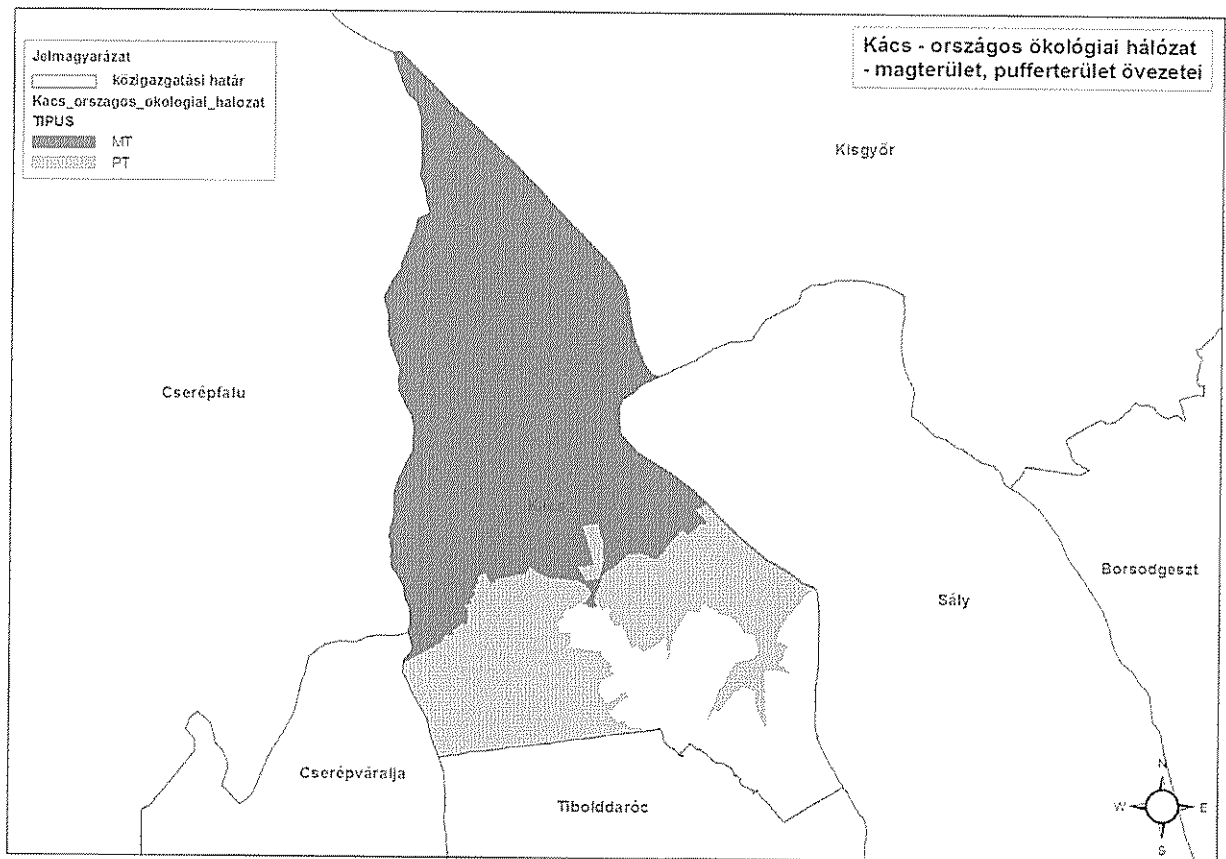 Jelmagyarázat
közigazgatási határ
Kacs_orszagos_okologiai_halozat
TIPUS
MT
PT
Kács - országos ökológiai hálózat
- magterület, pufferterület övezetei
Kisgyőr
Cserépfalu
Borsodgeszt
Sály
Cserépváralja
Tibolddaróc
N
W
E
S